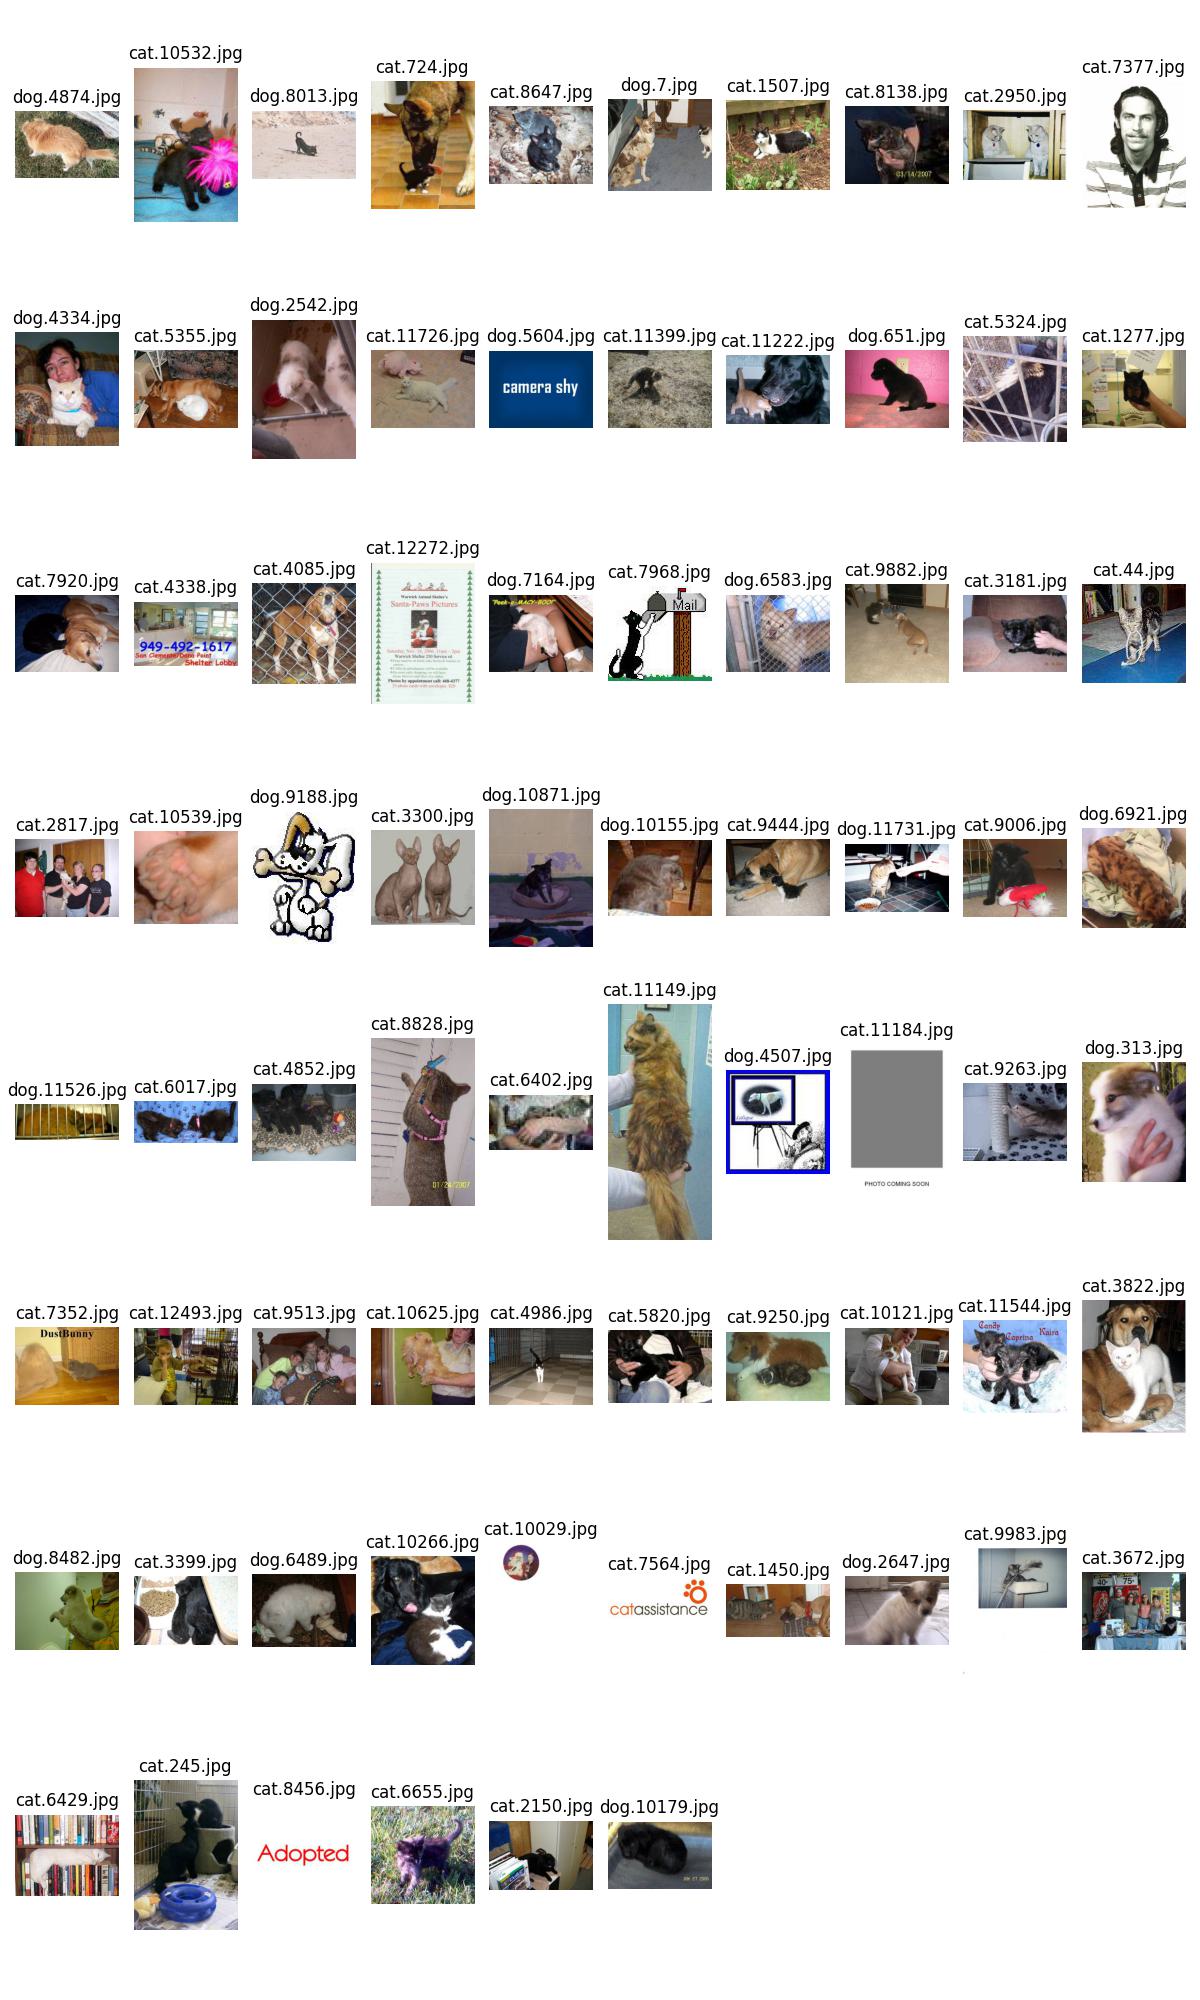 cat.10532.jpg
cat.724.jpg
cat.7377.jpg
dog.4874.jpg
dog.8013.jpg
cat.8647.jpg
dog.7.jpg
cat.1507.jpg
cat.8138.jpg
cat.2950.jpg
03/14/2007
dog.2542.jpg
dog.4334.jpg
cat.5355.jpg
cat.11726.jpg
dog.5604.jpg
cat.11399.jpg
cat.11222.jpg
dog.651.jpg
cat.5324.jpg
cat.1277.jpg
camera shy
cat.12272.jpg
cat.7920.jpg
cat.4338.jpg
cat.4085.jpg
dog.7164.jpg
cat.7968.jpg
dog.6583.jpg
cat.9882.jpg
cat.3181.jpg
cat.44.jpg
949-492-1617
San Clemente/Dana Point
Shelter Lobby
Warwick Animal Shelter's
Santa-Paws Pictures
"Peek-a-MACY-BOO!"
Mail
dog.9188.jpg
dog.10871.jpg
cat.2817.jpg
cat.10539.jpg
cat.3300.jpg
dog.10155.jpg
cat.9444.jpg
dog.11731.jpg
cat.9006.jpg
dog.6921.jpg
cat.11149.jpg
cat.8828.jpg
cat.11184.jpg
dog.11526.jpg
cat.6017.jpg
cat.4852.jpg
cat.6402.jpg
dog.4507.jpg
cat.9263.jpg
dog.313.jpg
01/24/2007
PHOTO COMING SOON
cat.3822.jpg
cat.7352.jpg
cat.12493.jpg
cat.9513.jpg
cat.10625.jpg
cat.4986.jpg
cat.5820.jpg
cat.9250.jpg
cat.10121.jpg
cat.11544.jpg
DustBunny
Candy
Caprina
Naira
cat.10029.jpg
cat.9983.jpg
dog.8482.jpg
cat.3399.jpg
dog.6489.jpg
cat.10266.jpg
cat.7564.jpg
cat.1450.jpg
dog.2647.jpg
cat.3672.jpg
catassistance
40
75
cat.245.jpg
cat.6429.jpg
cat.8456.jpg
cat.6655.jpg
cat.2150.jpg
dog.10179.jpg
Adopted